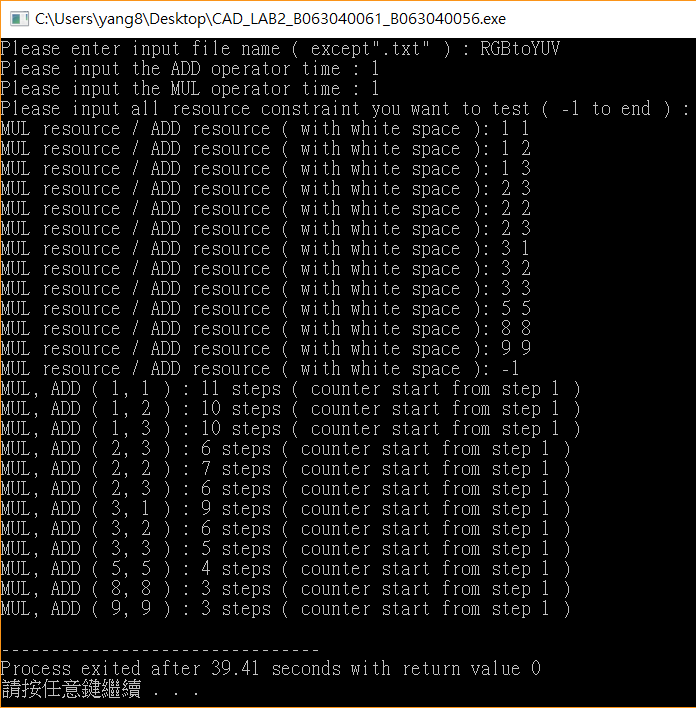 C:\Users\yang8\Desktop\CAD_LAB2_B063040061_B063040056.exe
Please enter input file name ( except".txt" ) : RGBtoYUV
Please input the ADD operator time : 1
Please input the MUL operator time : 1
Please input all resource constraint you want to test ( -1 to end ) :
MUL resource / ADD resource ( with white space ): 1 1
MUL resource / ADD resource ( with white space ): 1 2
MUL resource / ADD resource ( with white space ): 1 3
MUL resource / ADD resource ( with white space ): 2 3
MUL resource / ADD resource ( with white space ): 2 2
MUL resource / ADD resource ( with white space ): 2 3
MUL resource / ADD resource ( with white space ): 3 1
MUL resource / ADD resource ( with white space ): 3 2
MUL resource / ADD resource ( with white space ): 3 3
MUL resource / ADD resource ( with white space ): 5 5
MUL resource / ADD resource ( with white space ): 8 8
MUL resource / ADD resource ( with white space ): 9 9
MUL resource / ADD resource ( with white space ): -1
MUL, ADD ( 1, 1 ) : 11 steps ( counter start from step 1 )
MUL, ADD ( 1, 2 ) : 10 steps ( counter start from step 1 )
MUL, ADD ( 1, 3 ) : 10 steps ( counter start from step 1 )
MUL, ADD ( 2, 3 ) : 6 steps ( counter start from step 1 )
MUL, ADD ( 2, 2 ) : 7 steps ( counter start from step 1 )
MUL, ADD ( 2, 3 ) : 6 steps ( counter start from step 1 )
MUL, ADD ( 3, 1 ) : 9 steps ( counter start from step 1 )
MUL, ADD ( 3, 2 ) : 6 steps ( counter start from step 1 )
MUL, ADD ( 3, 3 ) : 5 steps ( counter start from step 1 )
MUL, ADD ( 5, 5 ) : 4 steps ( counter start from step 1 )
MUL, ADD ( 8, 8 ) : 3 steps ( counter start from step 1 )
MUL, ADD ( 9, 9 ) : 3 steps ( counter start from step 1 )
--------------------------------
Process exited after 39.41 seconds with return value 0
請按任意鍵繼續 . . .